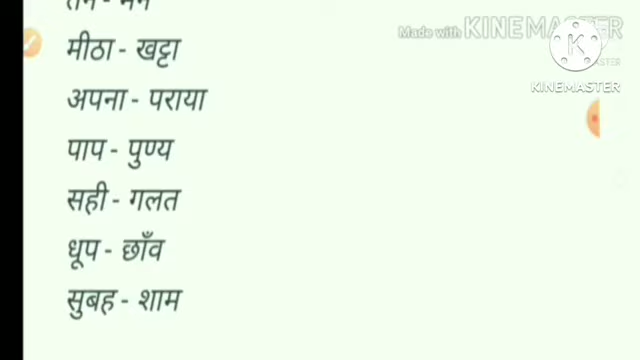 Made with KINEMASTER
KINEMASTER
मीठा - खट्टा
अपना - पराया
पाप - पुण्य
सही - गलत
धूप - छाँव
सुबह - शाम